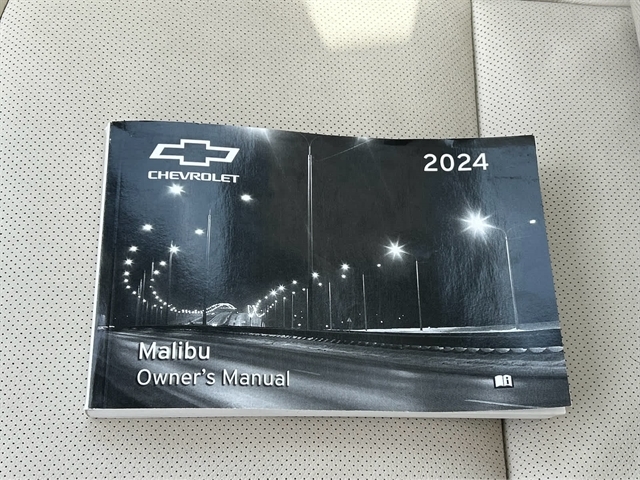 CHEVROLET
2024
Malibu
Owner's Manual